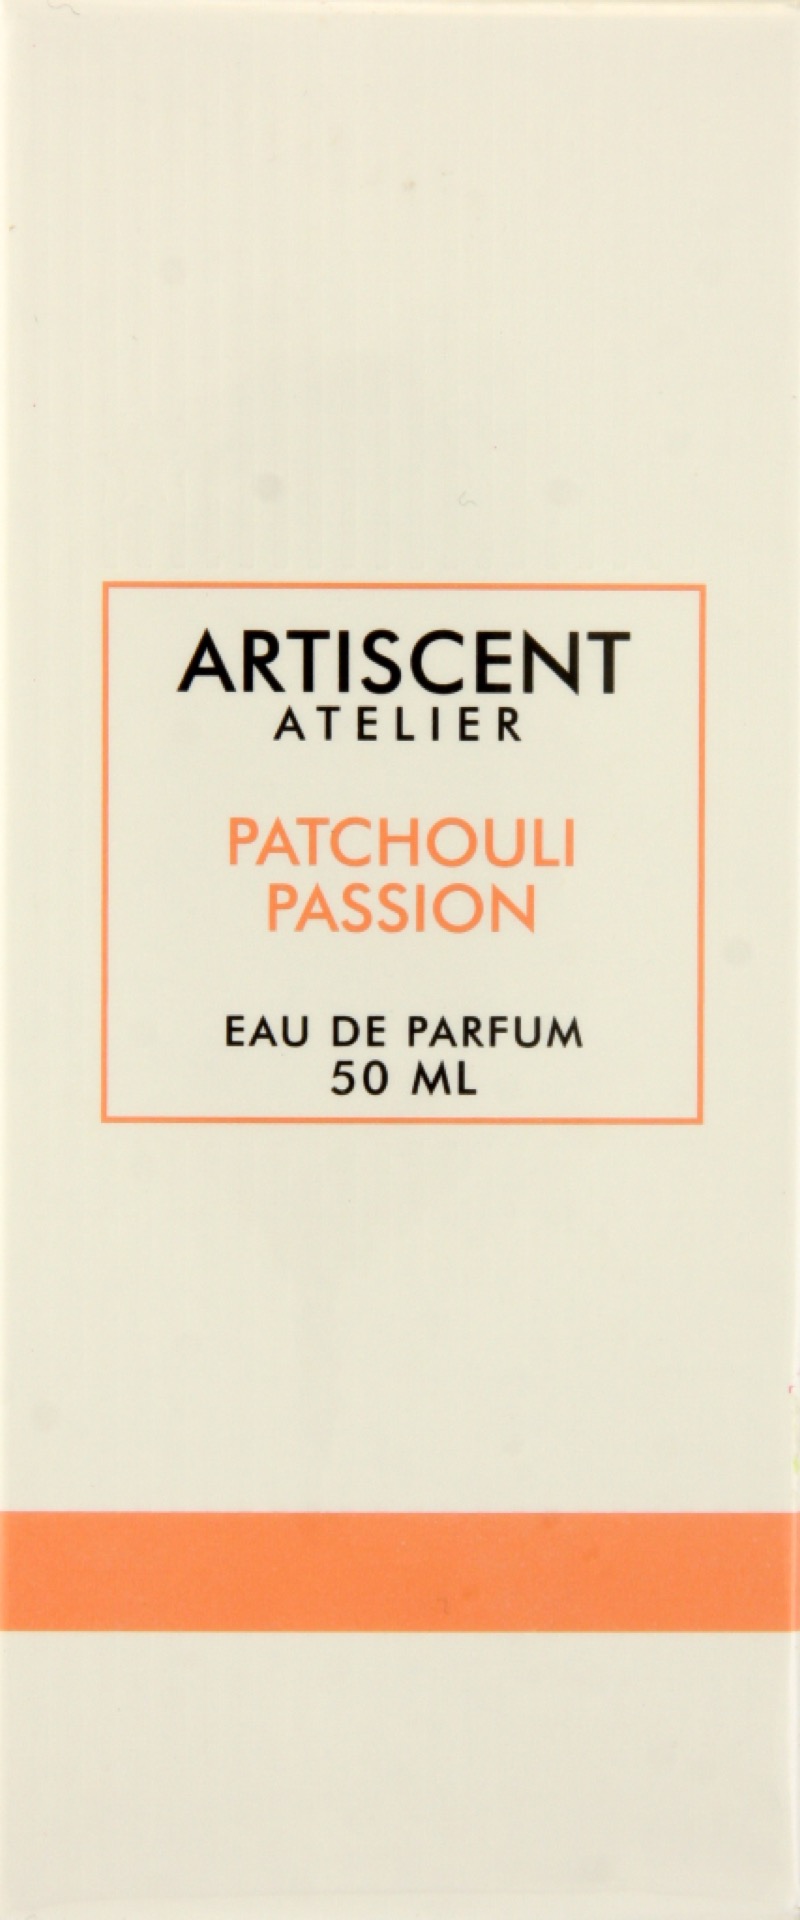 ARTISCENT
ATELIER
PATCHOULI
PASSION
EAU DE PARFUM
50 ML